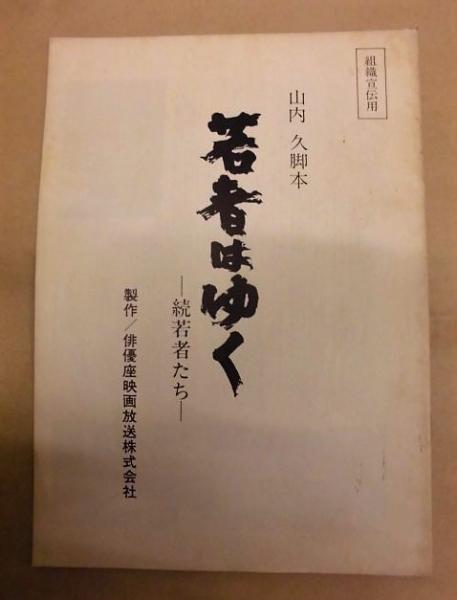 組織宣伝用
山内 久脚本
若者はゆく
―続若者たち―
製作／俳優座映画放送株式会社